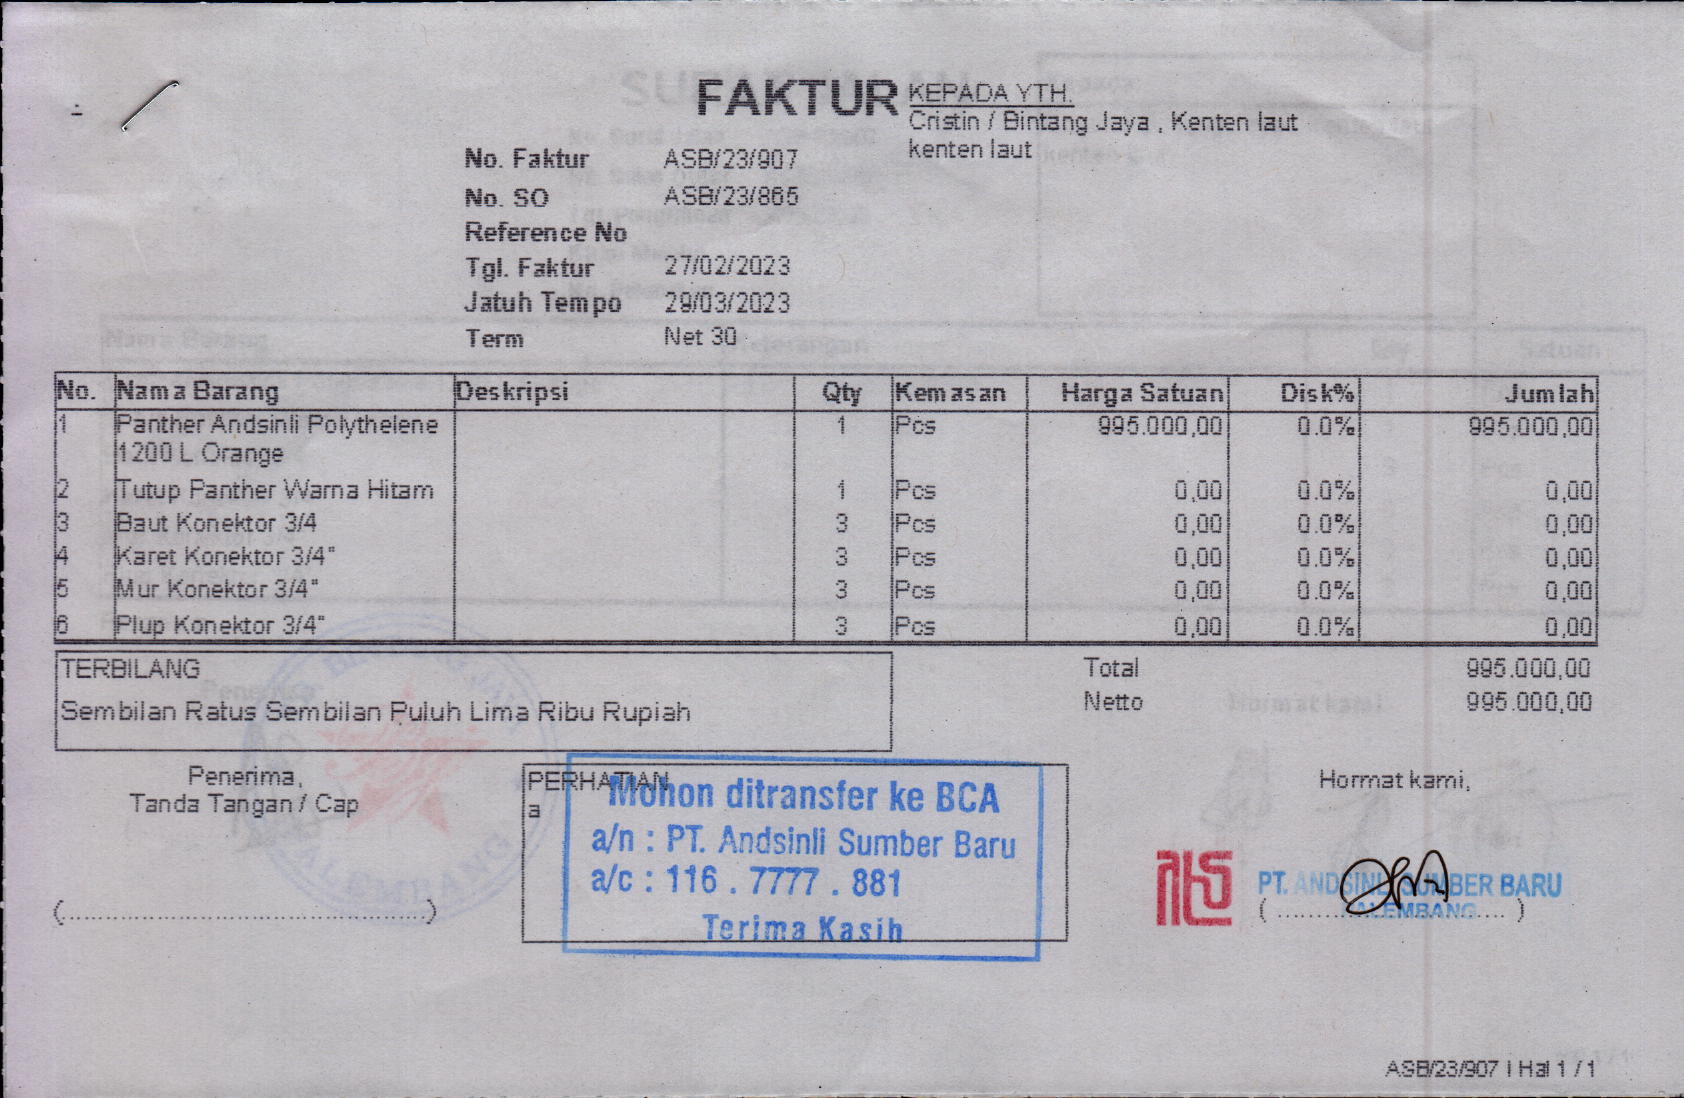 FAKTUR
KEPADA YTH.
Cristin / Bintang Jaya , Kenten laut
kenten laut
No. Faktur ASB/23/907
No. SO ASB/23/865
Reference No
Tgl. Faktur 27/02/2023
Jatuh Tempo 29/03/2023
Term Net 30
No. Nama Barang Deskripsi Qty Kemasan Harga Satuan Disk% Jumlah
1 Panther Andsinli Polythelene 1 Pcs 995.000,00 0.0% 995.000,00
1200 L Orange
2 Tutup Panther Warna Hitam 1 Pcs 0,00 0.0% 0,00
3 Baut Konektor 3/4 3 Pcs 0,00 0.0% 0,00
4 Karet Konektor 3/4" 3 Pcs 0,00 0.0% 0,00
5 Mur Konektor 3/4" 3 Pcs 0,00 0.0% 0,00
6 Plup Konektor 3/4" 3 Pcs 0,00 0.0% 0,00
TERBILANG
Sembilan Ratus Sembilan Puluh Lima Ribu Rupiah
Total 995.000,00
Netto 995.000,00
Penerima,
Tanda Tangan / Cap
(........................................................)
PERHATIAN
a
Mohon ditransfer ke BCA
a/n : PT. Andsinli Sumber Baru
a/c : 116 . 7777 . 881
Terima Kasih
Hormat kami,
PT. ANDSINLI SUMBER BARU
PALEMBANG
( ................................... )
ASB/23/907 | Hal 1 / 1